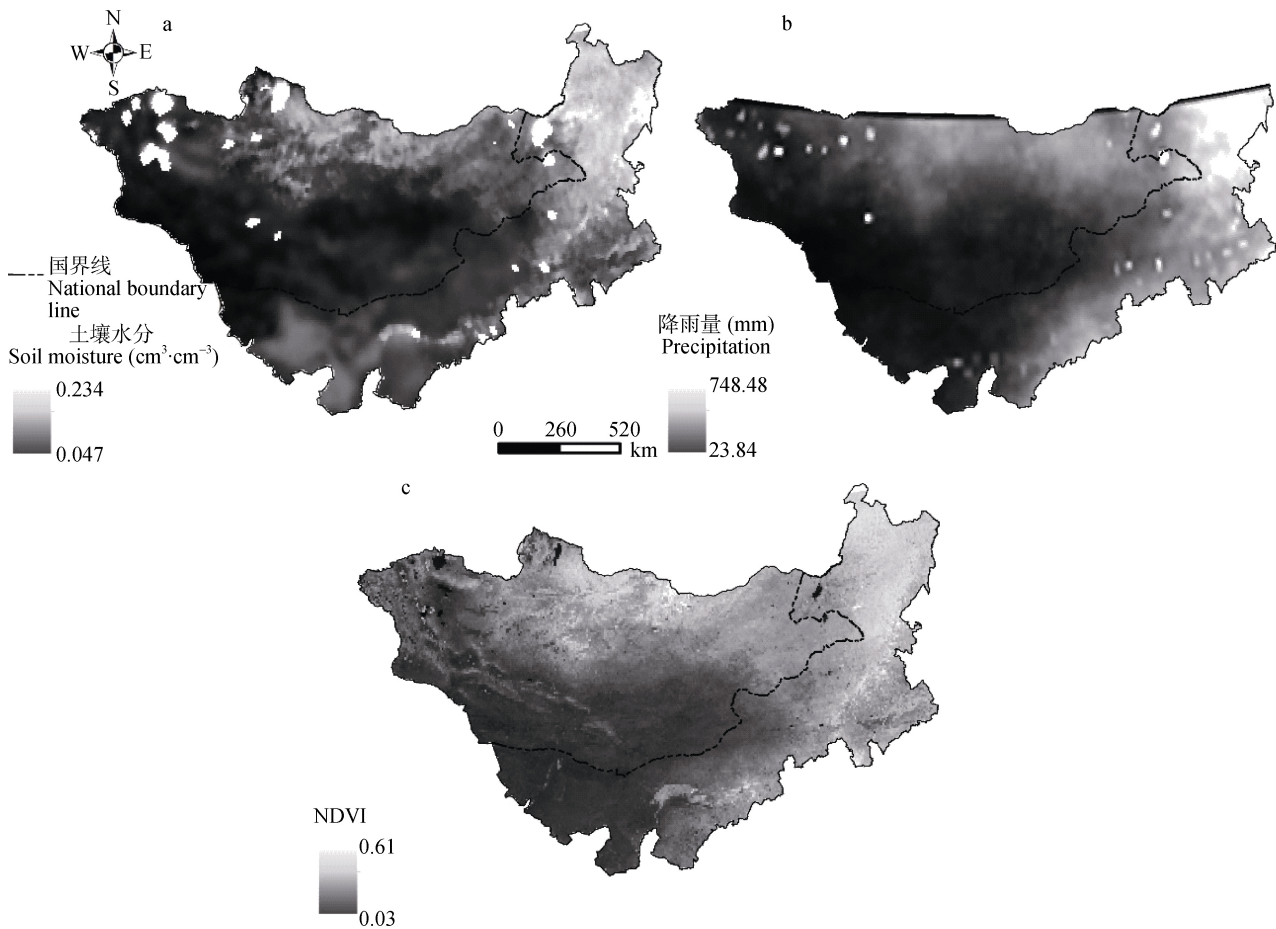 N
W E
S
a
b
国界线
National boundary
line
土壤水分
Soil moisture (cm³·cm⁻³)
0.234
0.047
0 260 520
km
降雨量 (mm)
Precipitation
748.48
23.84
c
NDVI
0.61
0.03